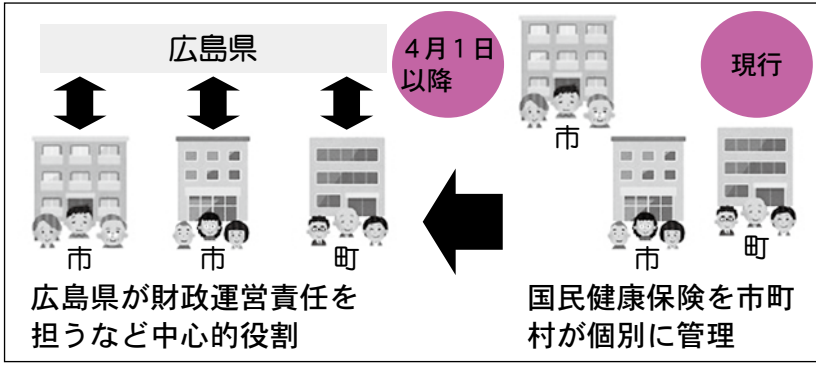 広島県
4月1日
以降
市
市
町
広島県が財政運営責任を
担うなど中心的役割
現行
市
市
町
国民健康保険を市町
村が個別に管理